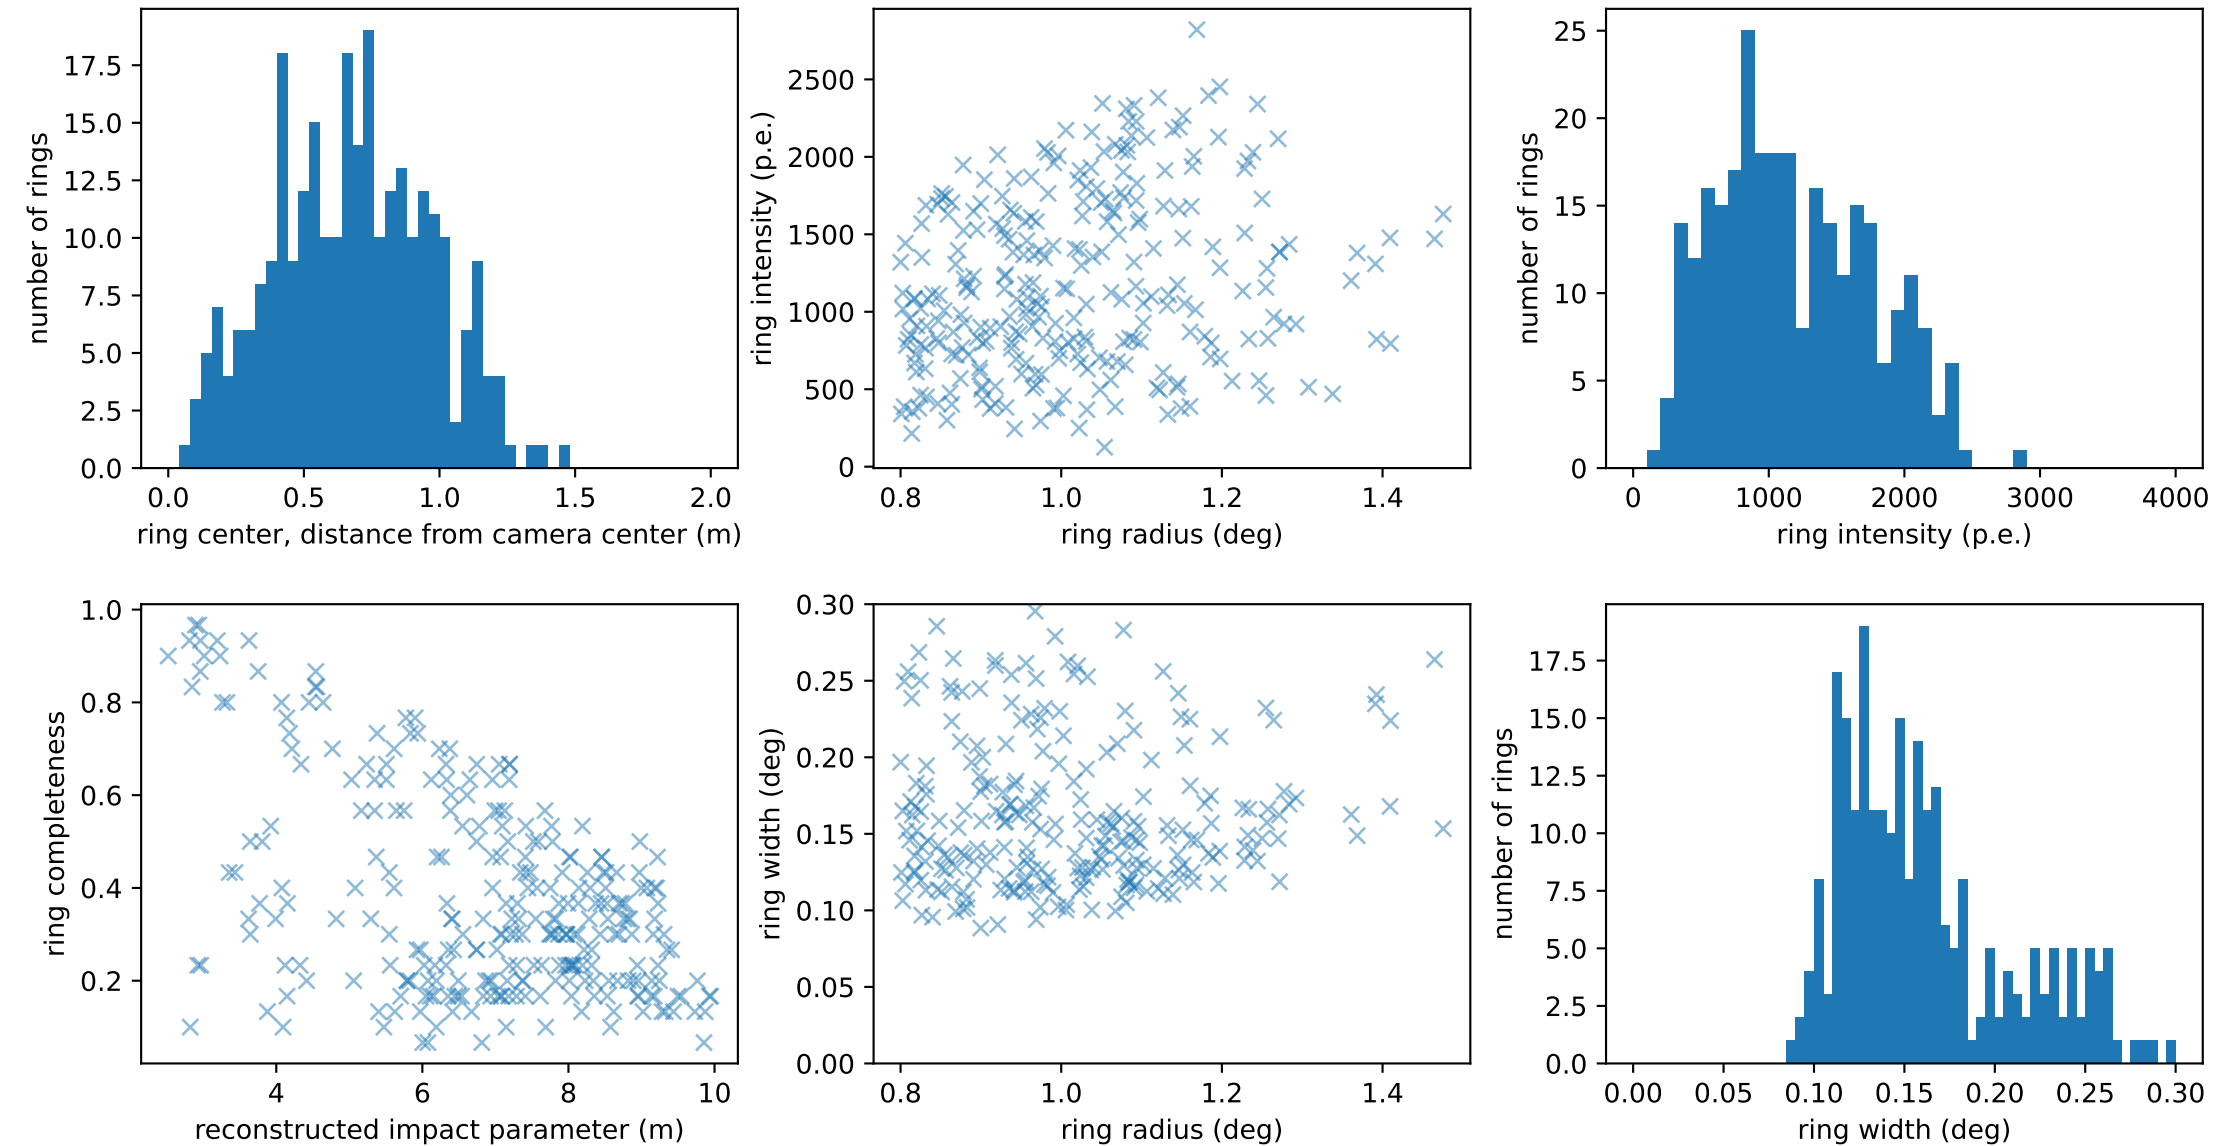 number of rings
17.5
15.0
12.5
10.0
7.5
5.0
2.5
0.0
0.0 0.5 1.0 1.5 2.0
ring center, distance from camera center (m)
ring intensity (p.e.)
2500
2000
1500
1000
500
0
0.8 1.0 1.2 1.4
ring radius (deg)
number of rings
25
20
15
10
5
0
0 1000 2000 3000 4000
ring intensity (p.e.)
ring completeness
1.0
0.8
0.6
0.4
0.2
4 6 8 10
reconstructed impact parameter (m)
ring width (deg)
0.30
0.25
0.20
0.15
0.10
0.05
0.00
0.8 1.0 1.2 1.4
ring radius (deg)
number of rings
17.5
15.0
12.5
10.0
7.5
5.0
2.5
0.0
0.00 0.05 0.10 0.15 0.20 0.25 0.30
ring width (deg)